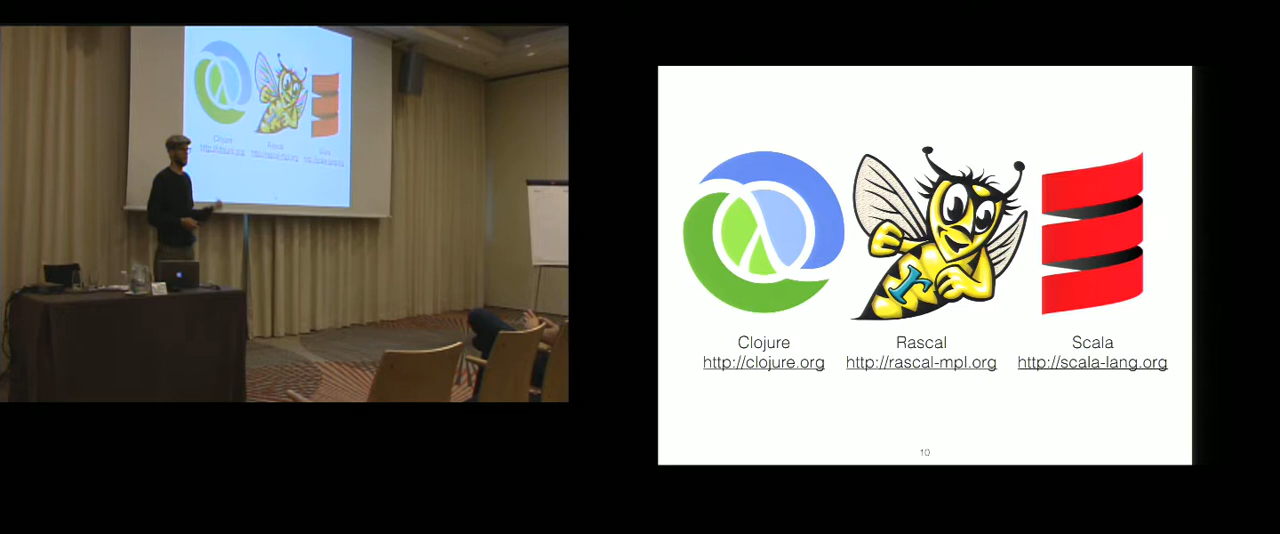 Clojure
http://clojure.org
Rascal
http://rascal-mpl.org
Scala
http://scala-lang.org
r
10